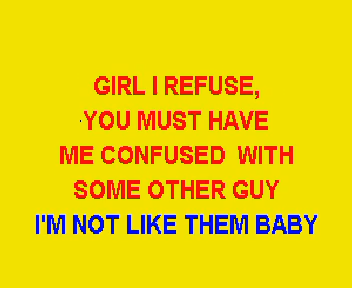 GIRL I REFUSE,
YOU MUST HAVE
ME CONFUSED WITH
SOME OTHER GUY
I'M NOT LIKE THEM BABY